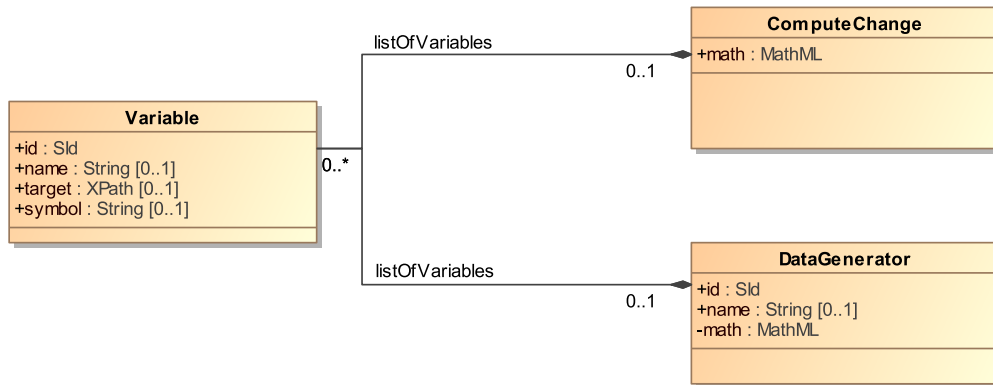 ComputeChange
+math : MathML
listOfVariables
0..1
Variable
+id : SId
+name : String [0..1]
+target : XPath [0..1]
+symbol : String [0..1]
0..*
listOfVariables
0..1
DataGenerator
+id : SId
+name : String [0..1]
-math : MathML